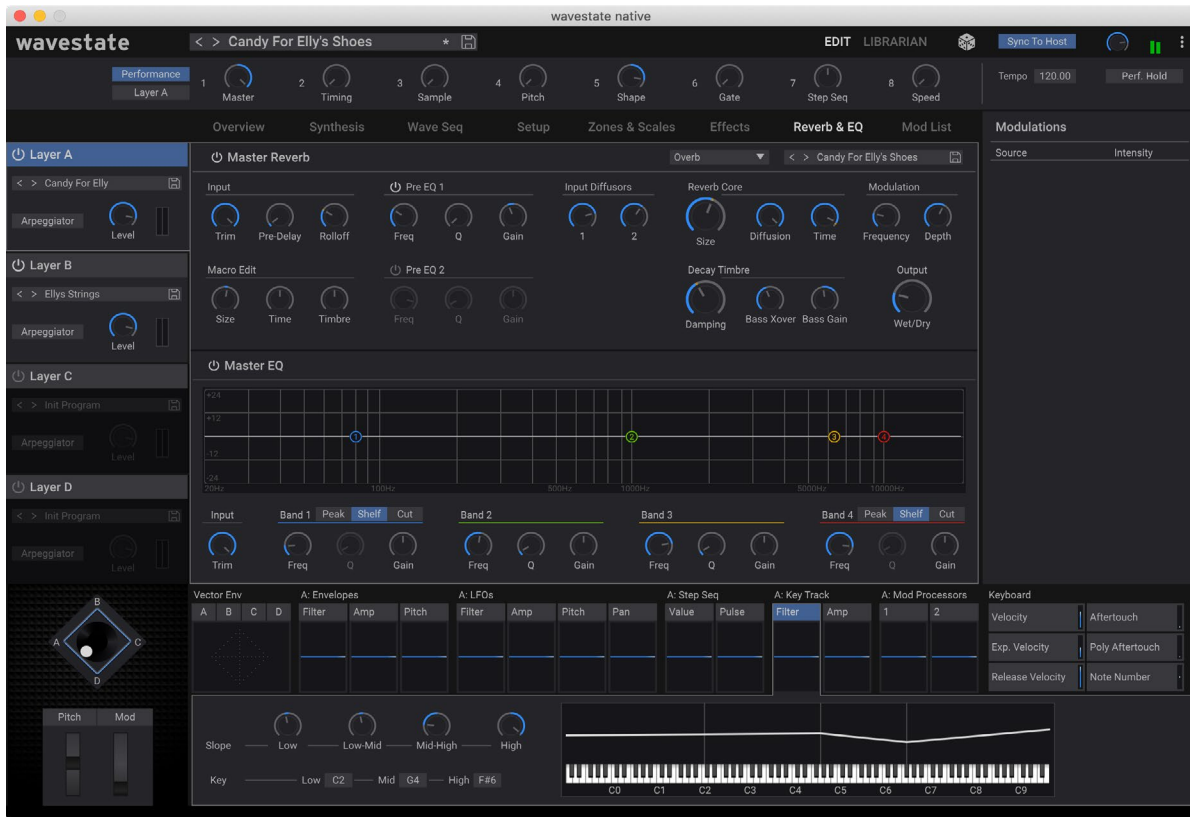 wavestate native
wavestate < > Candy For Elly's Shoes * EDIT LIBRARIAN Sync To Host
Performance
Layer A
1 Master 2 Timing 3 Sample 4 Pitch 5 Shape 6 Gate 7 Step Seq 8 Speed
Tempo 120.00 Perf. Hold
Overview Synthesis Wave Seq Setup Zones & Scales Effects Reverb & EQ Mod List
Modulations
Source Intensity
Layer A
< > Candy For Elly
Arpeggiator
Level
Layer B
< > Ellys Strings
Arpeggiator
Level
Layer C
< > Init Program
Arpeggiator
Level
Layer D
< > Init Program
Arpeggiator
Level
Master Reverb Overb < > Candy For Elly's Shoes
Input Pre EQ 1 Input Diffusors Reverb Core Modulation
Trim Pre-Delay Rolloff Freq Q Gain 1 2 Size Diffusion Time Frequency Depth
Macro Edit Pre EQ 2 Decay Timbre Output
Size Time Timbre Freq Q Gain Damping Bass Xover Bass Gain Wet/Dry
Master EQ
+24
+12
-12
-24
20Hz 100Hz 500Hz 1000Hz 5000Hz 10000Hz
1 2 3 4
Input Band 1 Peak Shelf Cut Band 2 Band 3 Band 4 Peak Shelf Cut
Trim Freq Q Gain Freq Q Gain Freq Q Gain Freq Q Gain
B
A C
D
Pitch Mod
Vector Env A: Envelopes A: LFOs A: Step Seq A: Key Track A: Mod Processors Keyboard
A B C D Filter Amp Pitch Filter Amp Pitch Pan Value Pulse Filter Amp 1 2
Velocity Aftertouch
Exp. Velocity Poly Aftertouch
Release Velocity Note Number
Slope Low Low-Mid Mid-High High
Key Low C2 Mid G4 High F#6
C0 C1 C2 C3 C4 C5 C6 C7 C8 C9